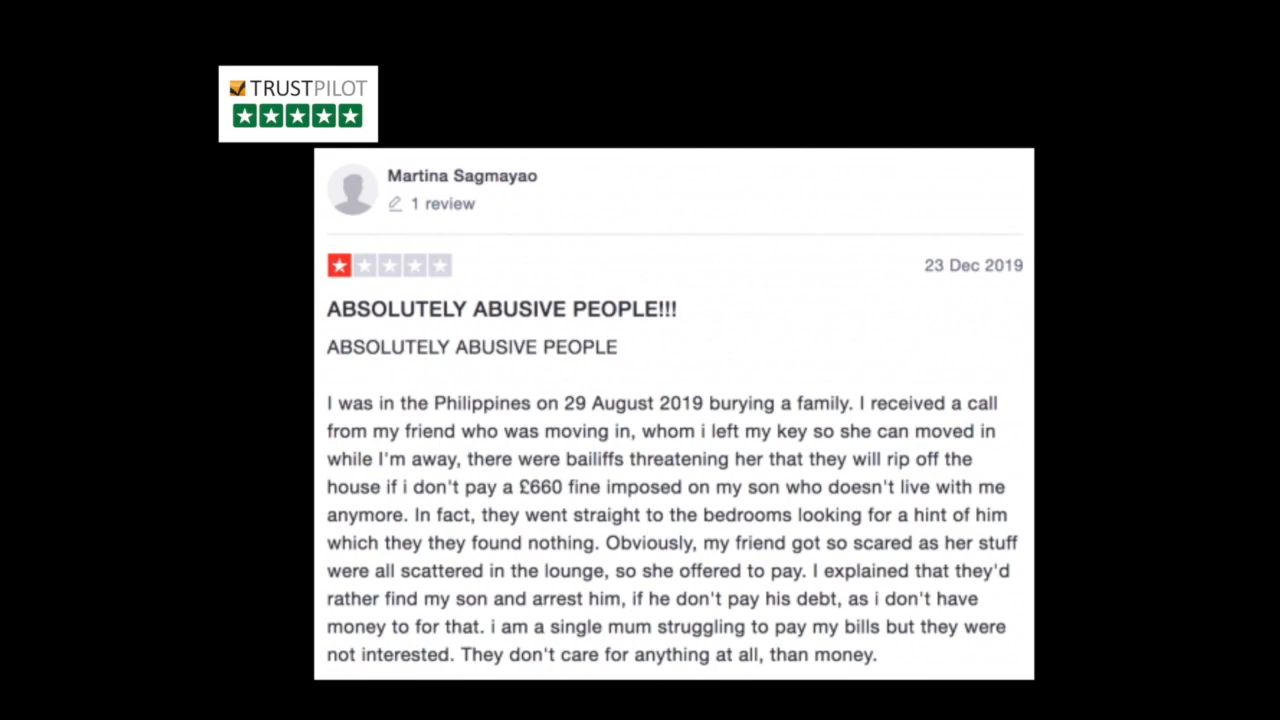 TRUSTPILOT
Martina Sagmayao
1 review
23 Dec 2019
ABSOLUTELY ABUSIVE PEOPLE!!!
ABSOLUTELY ABUSIVE PEOPLE
I was in the Philippines on 29 August 2019 burying a family. I received a call
from my friend who was moving in, whom i left my key so she can moved in
while I'm away, there were bailiffs threatening her that they will rip off the
house if i don't pay a £660 fine imposed on my son who doesn't live with me
anymore. In fact, they went straight to the bedrooms looking for a hint of him
which they they found nothing. Obviously, my friend got so scared as her stuff
were all scattered in the lounge, so she offered to pay. I explained that they'd
rather find my son and arrest him, if he don't pay his debt, as i don't have
money to for that. i am a single mum struggling to pay my bills but they were
not interested. They don't care for anything at all, than money.